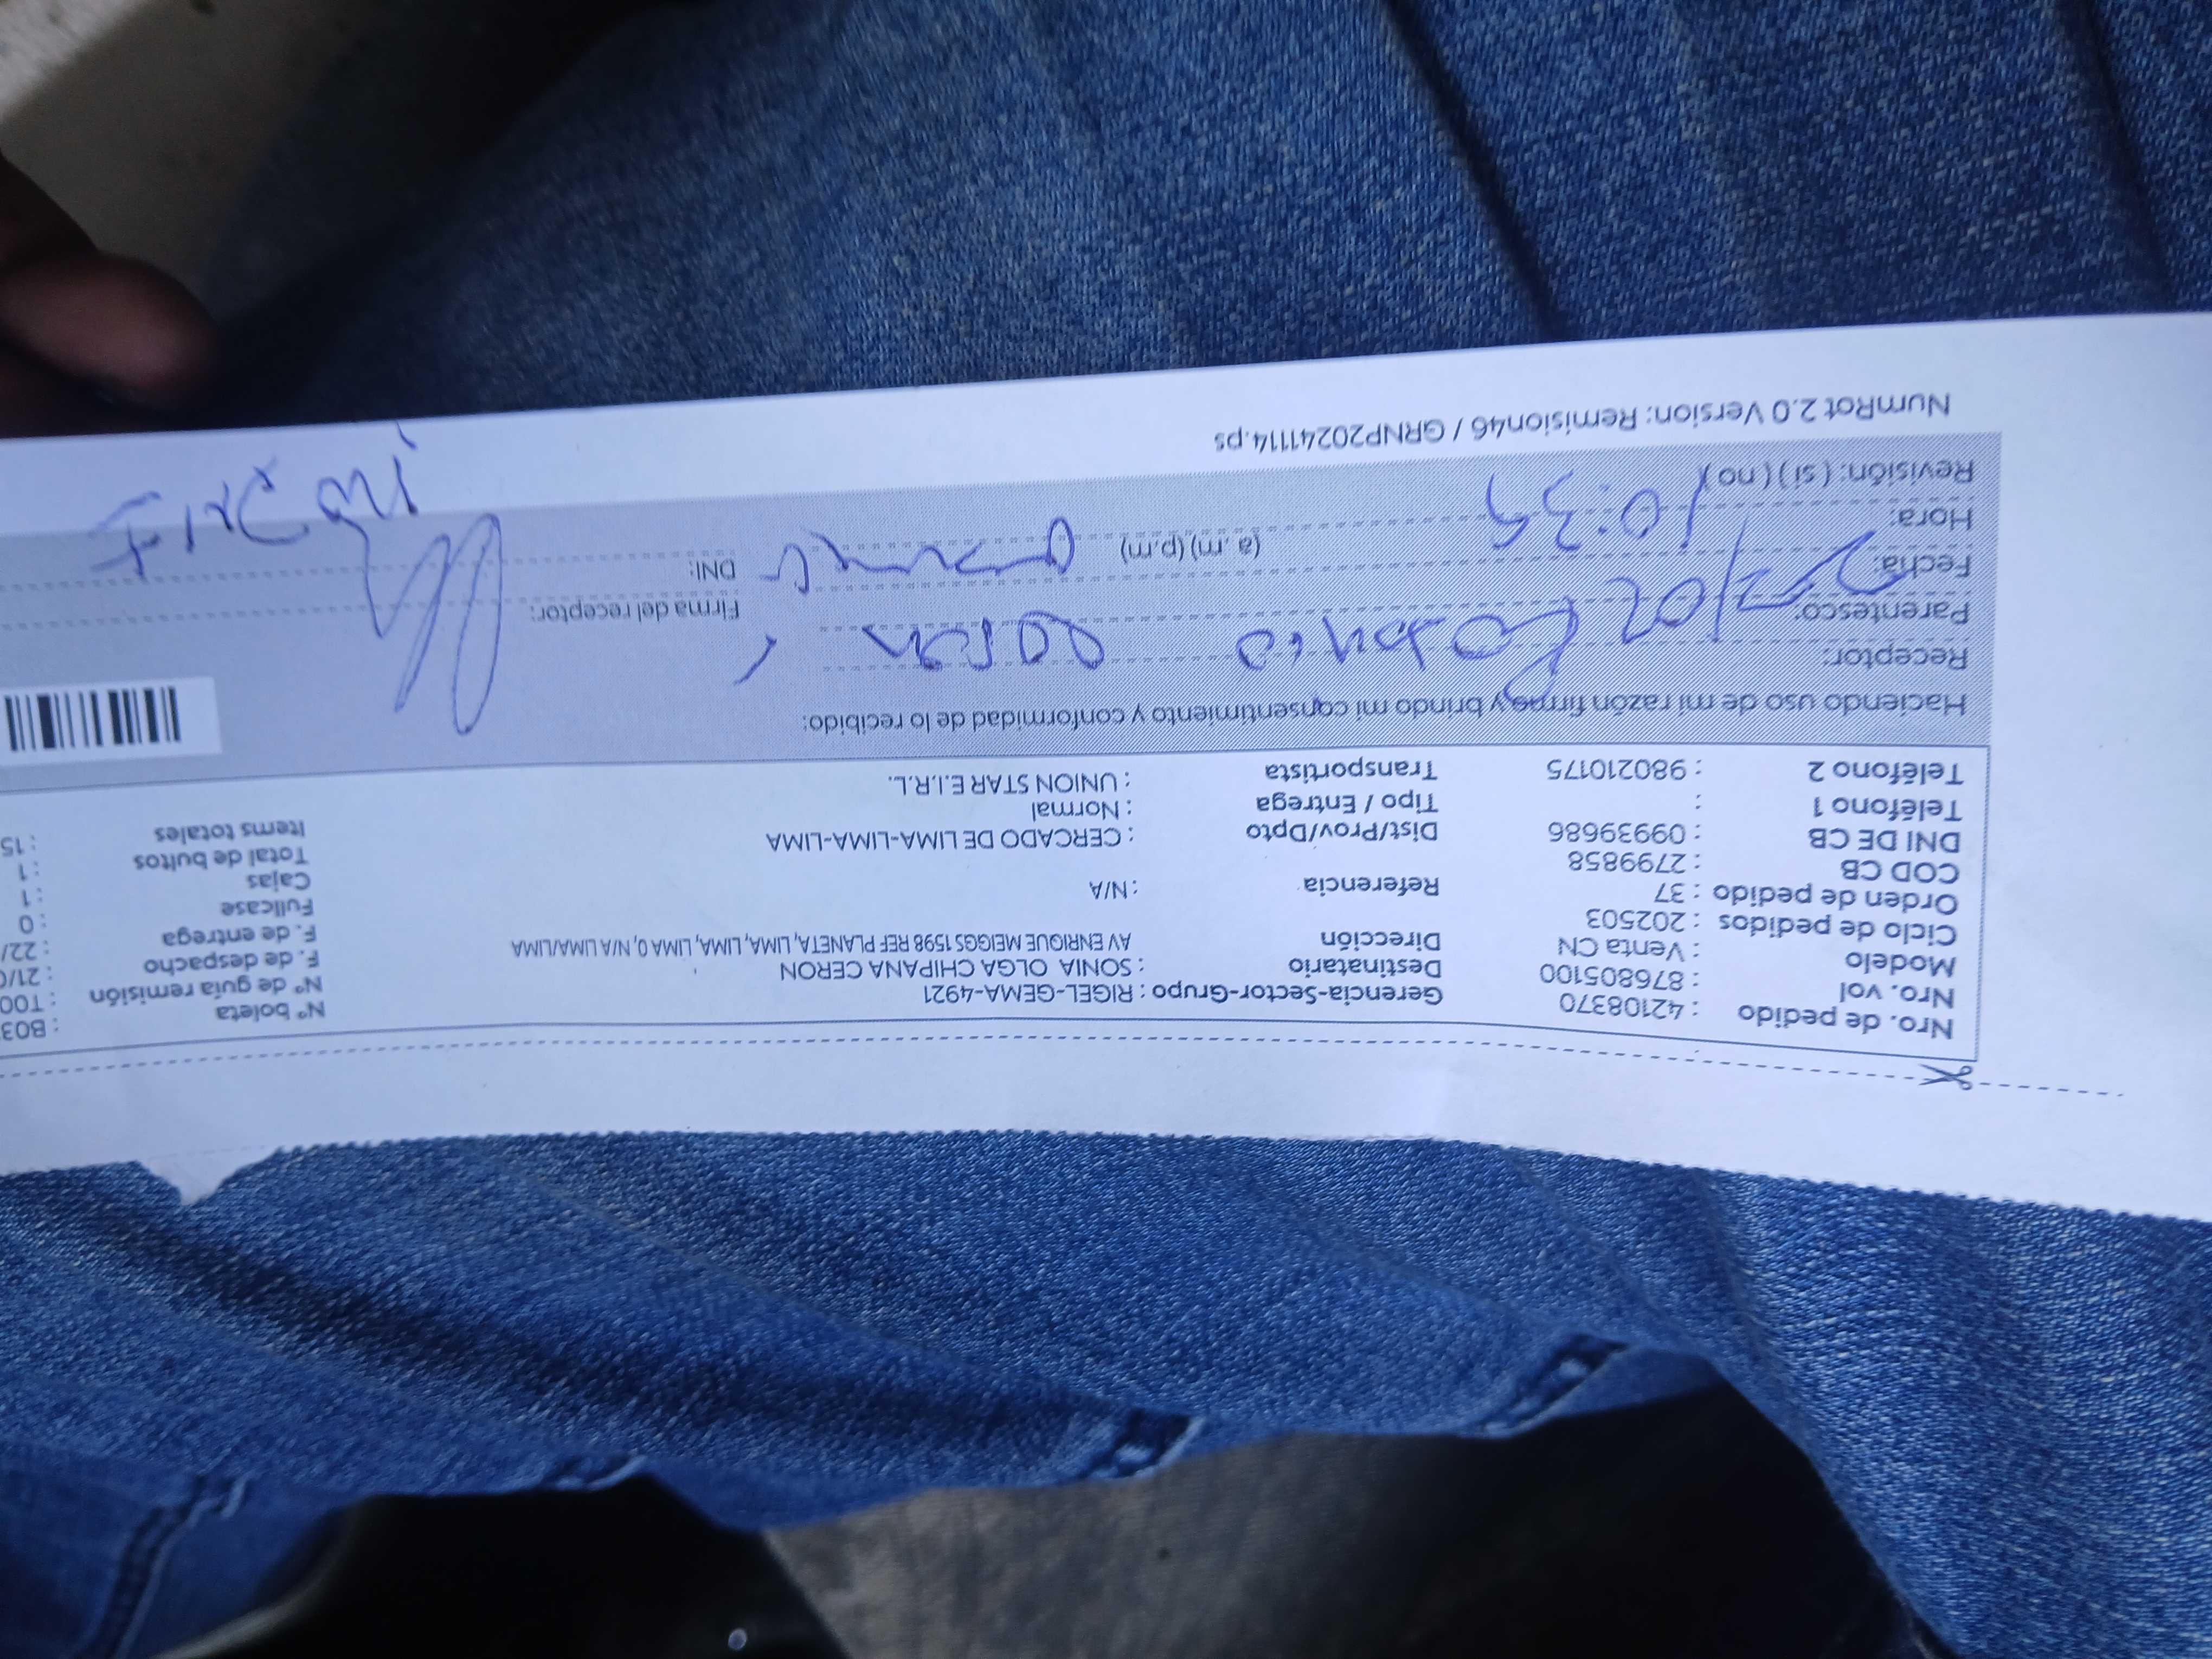 Nro. de pedido : 42108370 Gerencia-Sector-Grupo : RIGEL-GEMA-4921 N° boleta : B03
Nro. vol : 876805100 Destinatario : SONIA OLGA CHIPANA CERON N° de guía remisión : T00
Modelo : Venta CN Dirección AV ENRIQUE MEIGGS 1598 REF PLANETA, LIMA, LIMA, LIMA 0, N/A LIMA/LIMA F. de despacho : 21/0
Ciclo de pedidos : 202503 F. de entrega : 22/
Orden de pedido : 37 Referencia : N/A Fullcase : 0
COD CB : 2799858 Cajas : 1
DNI DE CB : 09939686 Dist/Prov/Dpto : CERCADO DE LIMA-LIMA-LIMA Total de bultos : 1
Teléfono 1 : Tipo / Entrega : Normal Items totales : 15
Teléfono 2 : 980210175 Transportista : UNION STAR E.I.R.L.
Haciendo uso de mi razón firmo y brindo mi consentimiento y conformidad de lo recibido:
Receptor:
Parentesco: Firma del receptor:
Fecha: DNI:
Hora: 10:39 (a. m) (p.m)
Revisión: (si) (no)
NumRot 2.0 Version: Remision46 / GRNP20241114.ps